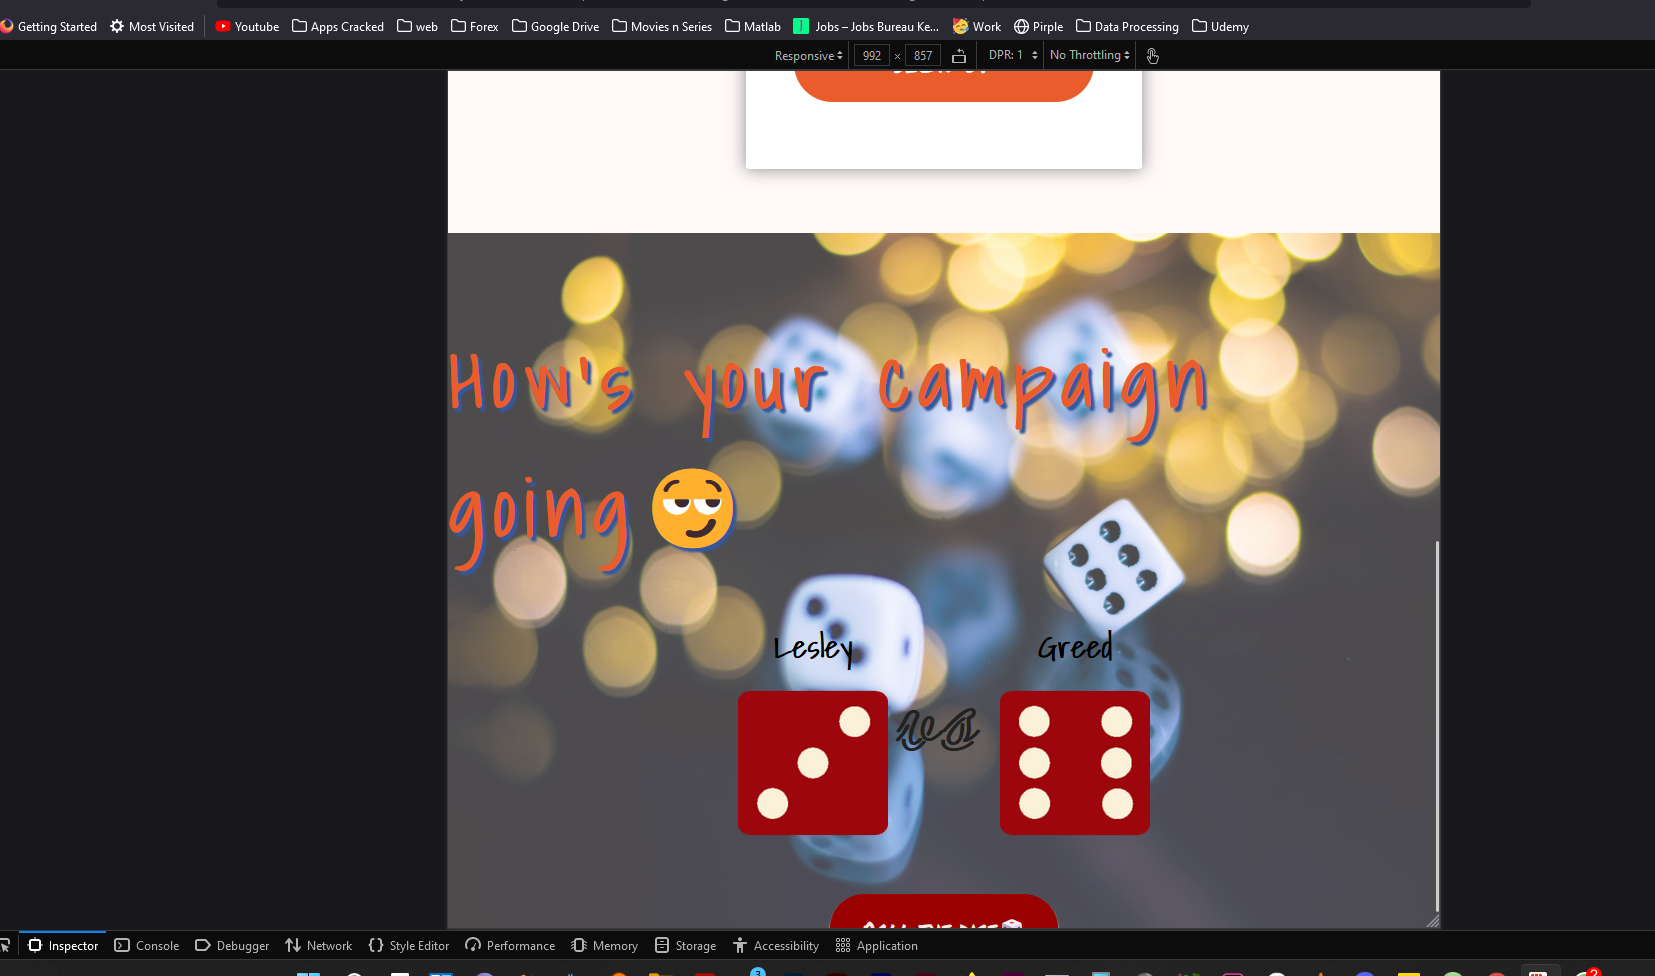 Getting Started Most Visited Youtube Apps Cracked web Forex Google Drive Movies n Series Matlab Jobs – Jobs Bureau Ke... Work Pirple Data Processing Udemy
Responsive 992 × 857 DPR: 1 No Throttling
How's your campaign
going😏
Lesley Greed
vs
Inspector Console Debugger Network Style Editor Performance Memory Storage Accessibility Application
3 2